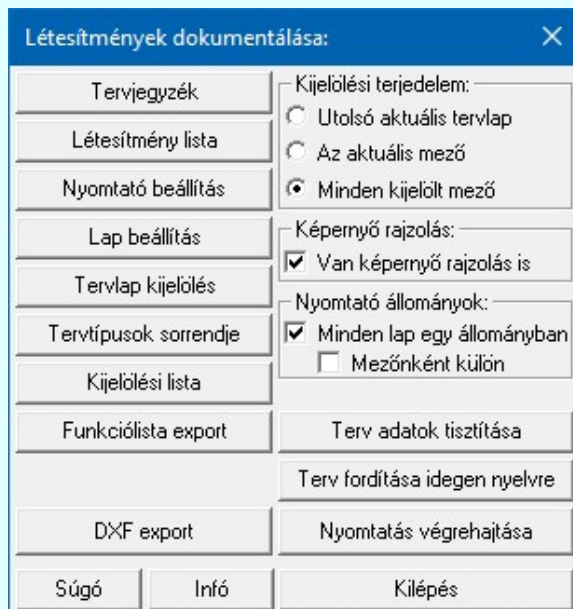 Létesítmények dokumentálása:
Tervjegyzék
Létesítmény lista
Nyomtató beállítás
Lap beállítás
Tervlap kijelölés
Tervtípusok sorrendje
Kijelölési lista
Funkciólista export
DXF export
Kijelölési terjedelem:
Utolsó aktuális tervlap
Az aktuális mező
Minden kijelölt mező
Képernyő rajzolás:
Van képernyő rajzolás is
Nyomtató állományok:
Minden lap egy állományban
Mezőnként külön
Terv adatok tisztítása
Terv fordítása idegen nyelvre
Nyomtatás végrehajtása
Súgó
Infó
Kilépés